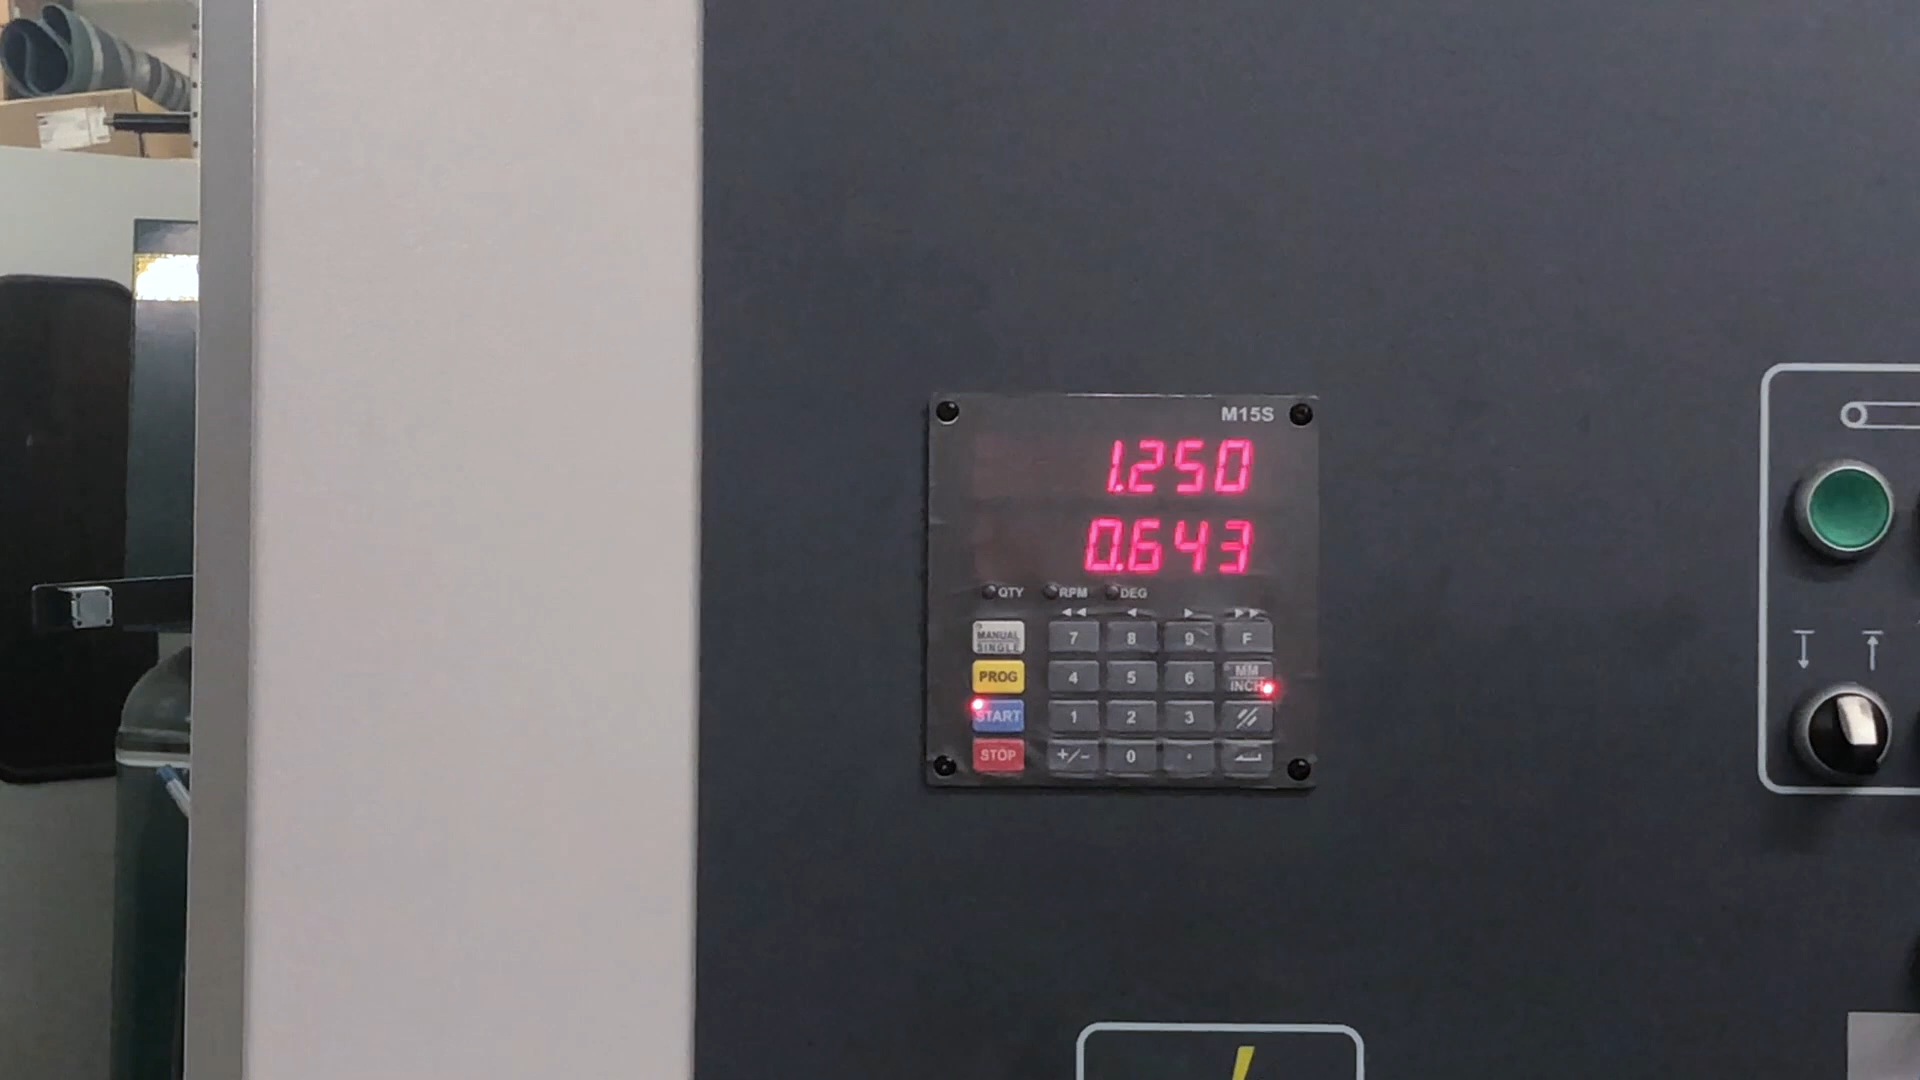 M15S
1.250
0.643
QTY RPM DEG
MANUAL SINGLE 7 8 9 F
PROG 4 5 6 MM INCH
START 1 2 3
STOP +/- 0 .